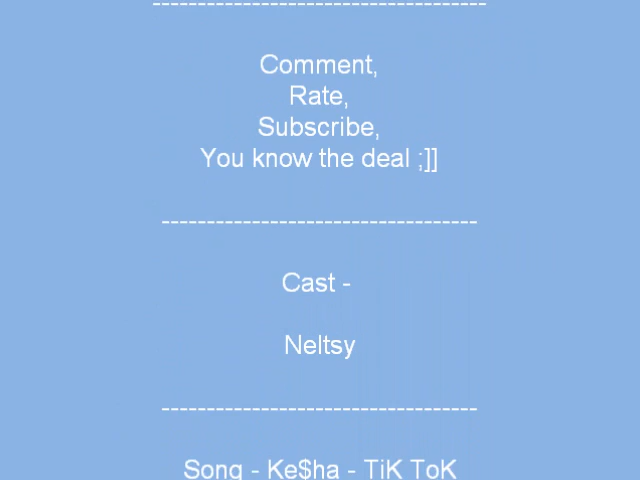 -------------------------------------
Comment,
Rate,
Subscribe,
You know the deal ;]]
-----------------------------------
Cast -
Neltsy
-----------------------------------
Song - Ke$ha - TiK ToK